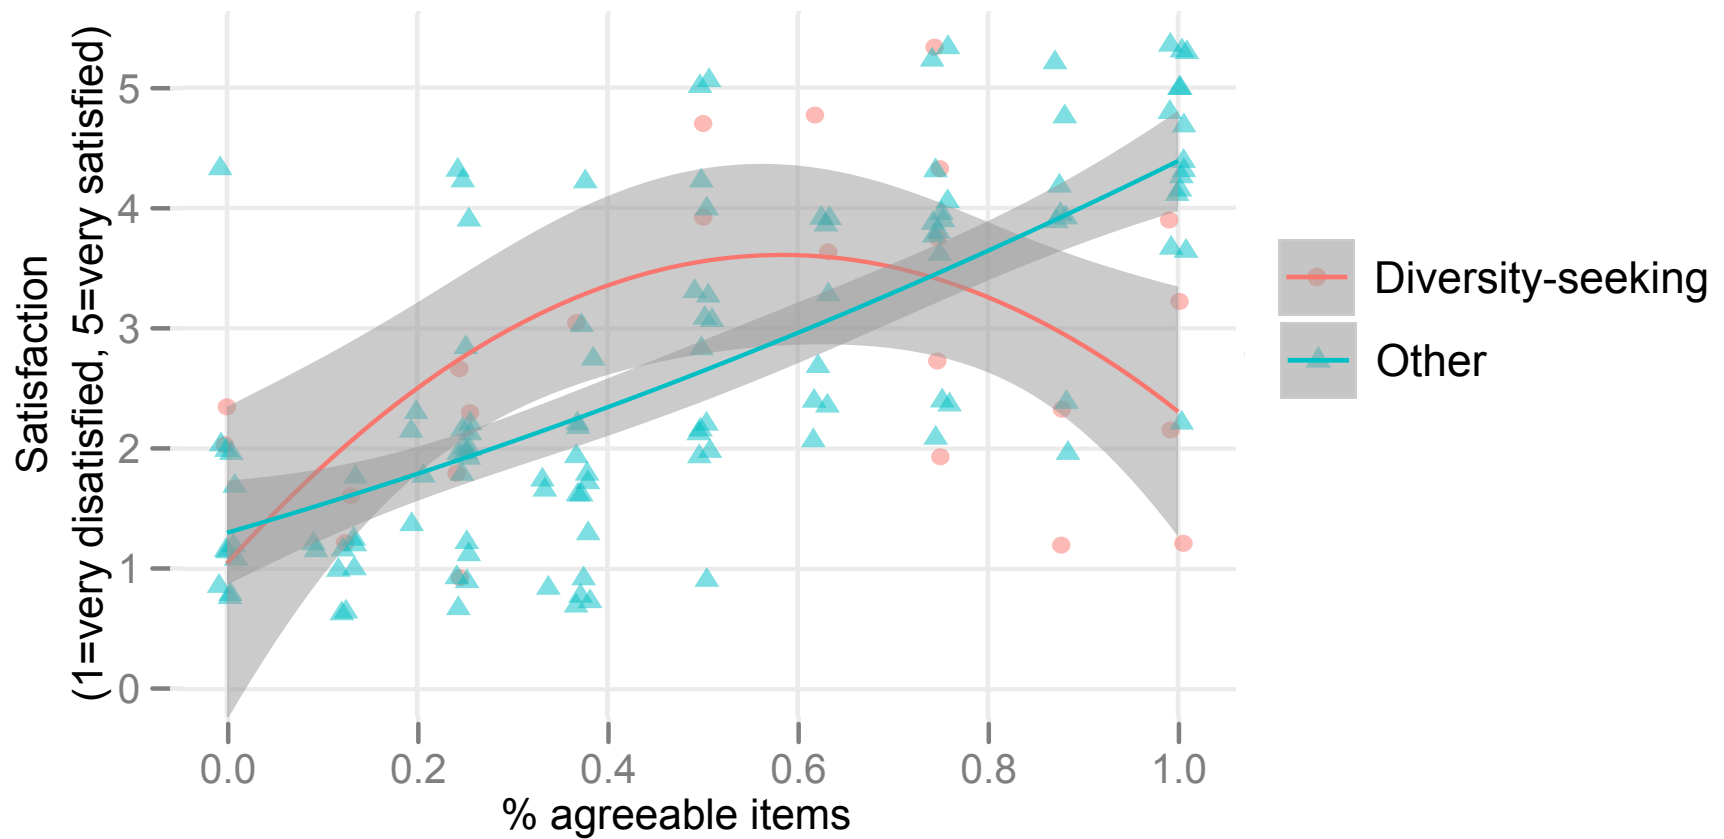 Satisfaction
(1=very disatisfied, 5=very satisfied)
5
4
3
2
1
0
0.0 0.2 0.4 0.6 0.8 1.0
% agreeable items
Diversity-seeking
Other